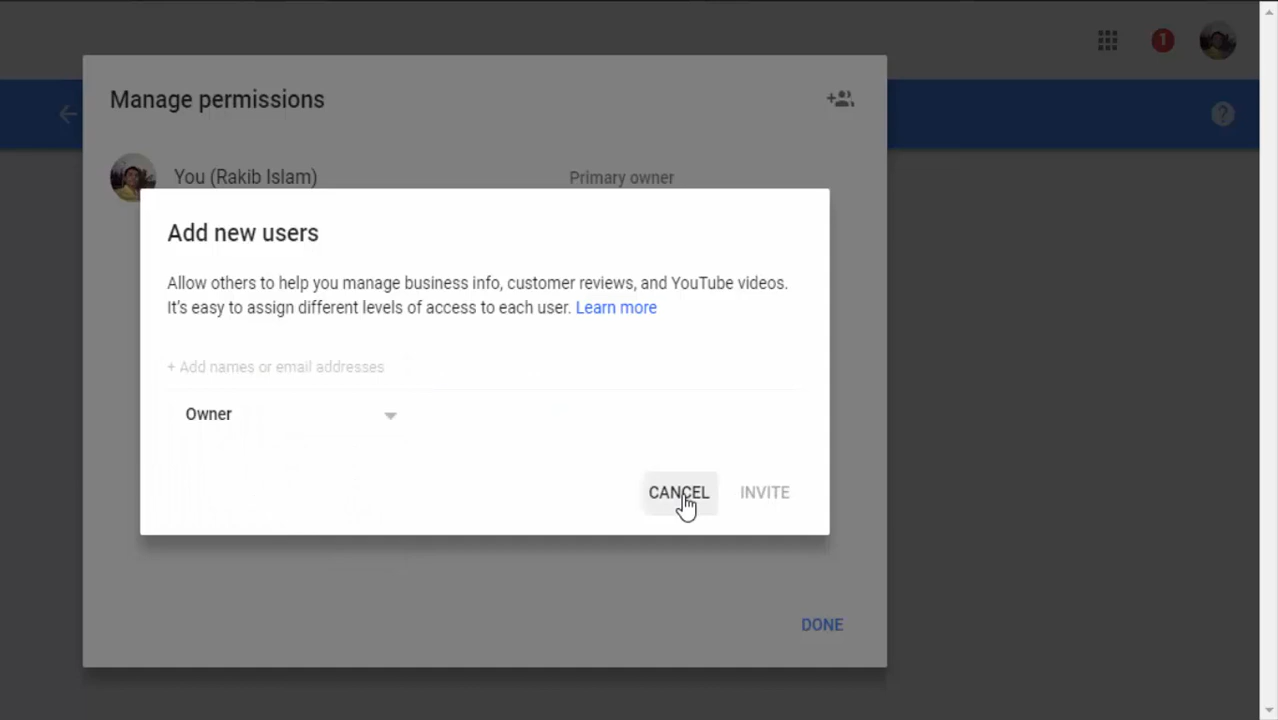 1
Manage permissions
You (Rakib Islam)
Primary owner
Add new users
Allow others to help you manage business info, customer reviews, and YouTube videos.
It's easy to assign different levels of access to each user. Learn more
+ Add names or email addresses
Owner
CANCEL
INVITE
DONE